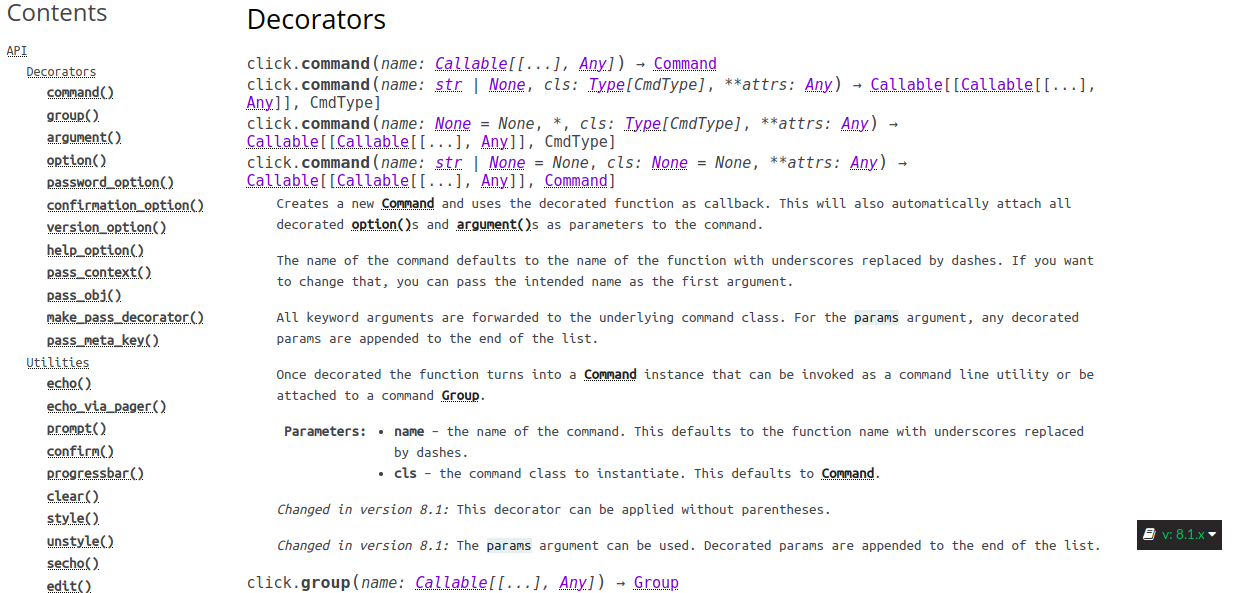 Contents
API
Decorators
command()
group()
argument()
option()
password_option()
confirmation_option()
version_option()
help_option()
pass_context()
pass_obj()
make_pass_decorator()
pass_meta_key()
Utilities
echo()
echo_via_pager()
prompt()
confirm()
progressbar()
clear()
style()
unstyle()
secho()
edit()
Decorators
click.command(name: Callable[[...], Any]) → Command
click.command(name: str | None, cls: Type[CmdType], **attrs: Any) → Callable[[Callable[[...],
Any]], CmdType]
click.command(name: None = None, *, cls: Type[CmdType], **attrs: Any) →
Callable[[Callable[[...], Any]], CmdType]
click.command(name: str | None = None, cls: None = None, **attrs: Any) →
Callable[[Callable[[...], Any]], Command]
Creates a new Command and uses the decorated function as callback. This will also automatically attach all
decorated option()s and argument()s as parameters to the command.
The name of the command defaults to the name of the function with underscores replaced by dashes. If you want
to change that, you can pass the intended name as the first argument.
All keyword arguments are forwarded to the underlying command class. For the params argument, any decorated
params are appended to the end of the list.
Once decorated the function turns into a Command instance that can be invoked as a command line utility or be
attached to a command Group.
Parameters: • name – the name of the command. This defaults to the function name with underscores replaced
by dashes.
• cls – the command class to instantiate. This defaults to Command.
Changed in version 8.1: This decorator can be applied without parentheses.
Changed in version 8.1: The params argument can be used. Decorated params are appended to the end of the list.
click.group(name: Callable[[...], Any]) → Group
v: 8.1.x